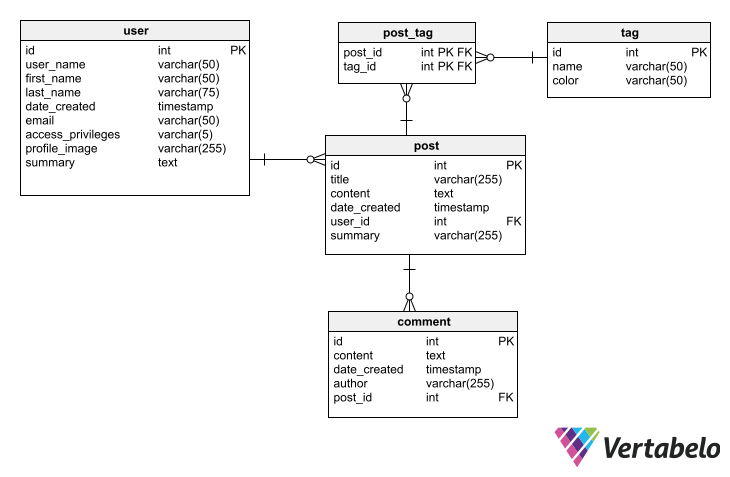 user
id int PK
user_name varchar(50)
first_name varchar(50)
last_name varchar(75)
date_created timestamp
email varchar(50)
access_privileges varchar(5)
profile_image varchar(255)
summary text
post_tag
post_id int PK FK
tag_id int PK FK
tag
id int PK
name varchar(50)
color varchar(50)
post
id int PK
title varchar(255)
content text
date_created timestamp
user_id int FK
summary varchar(255)
comment
id int PK
content text
date_created timestamp
author varchar(255)
post_id int FK
Vertabelo